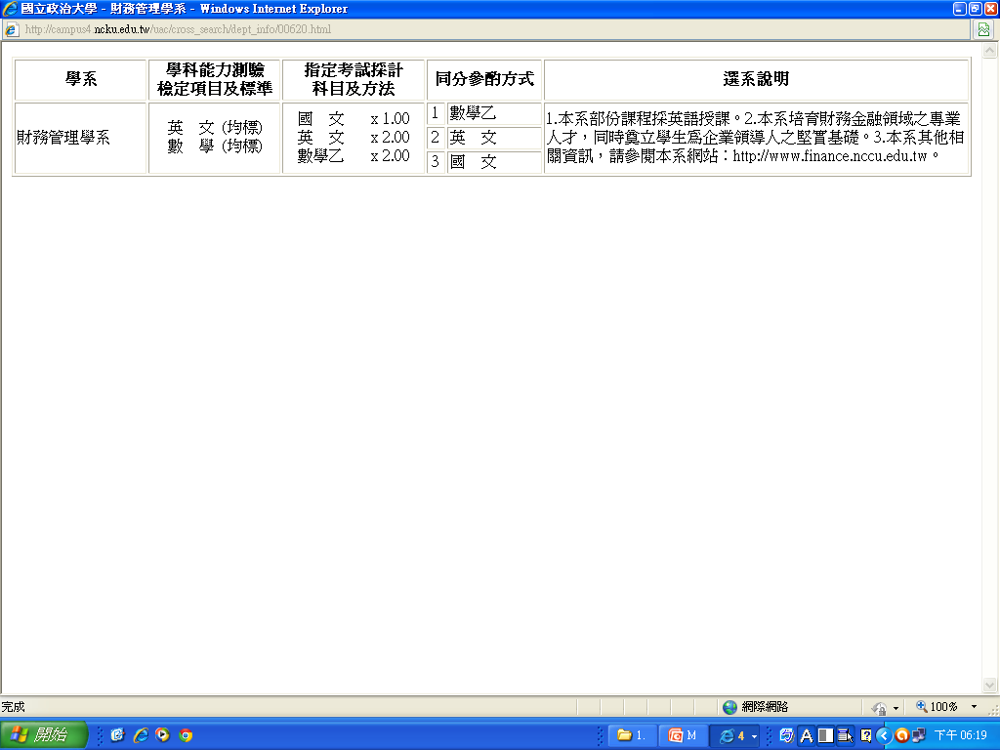 國立政治大學 - 財務管理學系 - Windows Internet Explorer
http://campus4.ncku.edu.tw/uac/cross_search/dept_info/00620.html
學系
學科能力測驗
檢定項目及標準
指定考試採計
科目及方法
同分參酌方式
選系說明
財務管理學系
英 文 (均標)
數 學 (均標)
國 文 x 1.00
英 文 x 2.00
數學乙 x 2.00
1 數學乙
2 英 文
3 國 文
1.本系部份課程採英語授課。2.本系培育財務金融領域之專業
人才，同時奠立學生為企業領導人之堅實基礎。3.本系其他相
關資訊，請參閱本系網站：http://www.finance.nccu.edu.tw。
完成
網際網路
100%
開始
1.
M
4
A
下午 06:19